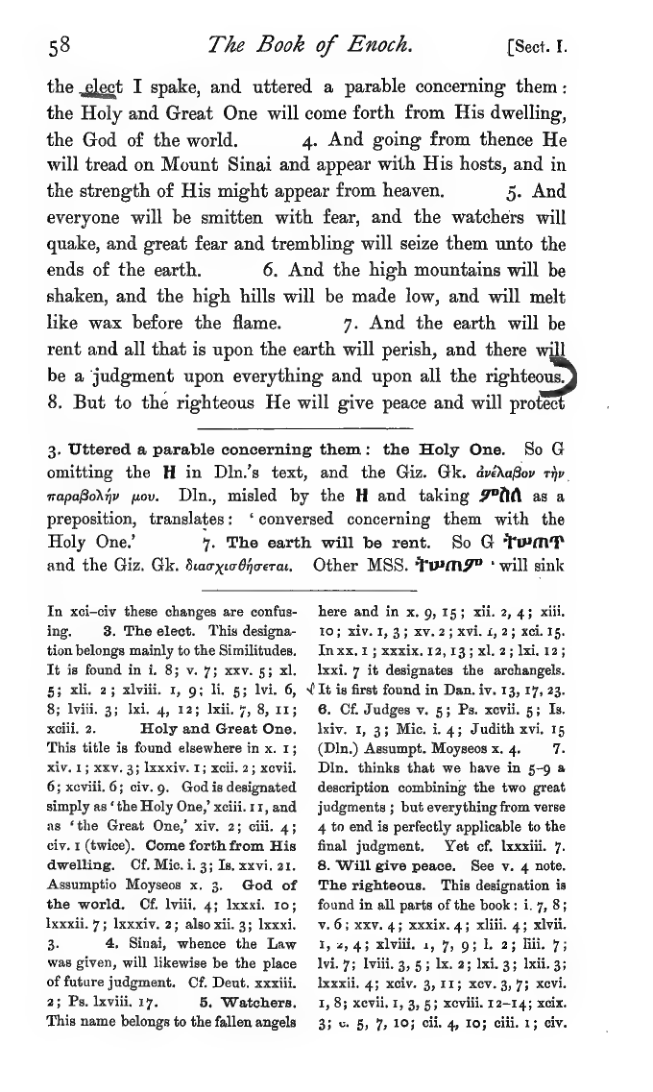 58 The Book of Enoch. [Sect. I.
the elect I spake, and uttered a parable concerning them :
the Holy and Great One will come forth from His dwelling,
the God of the world. 4. And going from thence He
will tread on Mount Sinai and appear with His hosts, and in
the strength of His might appear from heaven. 5. And
everyone will be smitten with fear, and the watchers will
quake, and great fear and trembling will seize them unto the
ends of the earth. 6. And the high mountains will be
shaken, and the high hills will be made low, and will melt
like wax before the flame. 7. And the earth will be
rent and all that is upon the earth will perish, and there will
be a judgment upon everything and upon all the righteous.
8. But to the righteous He will give peace and will protect
3. Uttered a parable concerning them : the Holy One. So G
omitting the H in Dln.'s text, and the Giz. Gk. ἀνέλαβον τὴν
παραβολήν μου. Dln., misled by the H and taking ምስለ as a
preposition, translates : ‘ conversed concerning them with the
Holy One.’ 7. The earth will be rent. So G ትሠጠጥ
and the Giz. Gk. διασχισθήσεται. Other MSS. ትሠጠም ‘ will sink
In xci-civ these changes are confus-
ing. 3. The elect. This designa-
tion belongs mainly to the Similitudes.
It is found in i. 8; v. 7; xxv. 5; xl.
5; xli. 2; xlviii. 1, 9; li. 5; lvi. 6,
8; lviii. 3; lxi. 4, 12; lxii. 7, 8, 11;
xciii. 2. Holy and Great One.
This title is found elsewhere in x. 1;
xiv. 1; xxv. 3; lxxxiv. 1; xcii. 2; xcvii.
6; xcviii. 6; civ. 9. God is designated
simply as ‘ the Holy One,’ xciii. 11, and
as ‘the Great One,’ xiv. 2; ciii. 4;
civ. 1 (twice). Come forth from His
dwelling. Cf. Mic. i. 3; Is. xxvi. 21.
Assumptio Moyseos x. 3. God of
the world. Cf. lviii. 4; lxxxi. 10;
lxxxii. 7; lxxxiv. 2; also xii. 3; lxxxi.
3. 4. Sinai, whence the Law
was given, will likewise be the place
of future judgment. Cf. Deut. xxxiii.
2; Ps. lxviii. 17. 5. Watchers.
This name belongs to the fallen angels
here and in x. 9, 15; xii. 2, 4; xiii.
10; xiv. 1, 3; xv. 2; xvi. 1, 2; xci. 15.
In xx. 1; xxxix. 12, 13; xl. 2; lxi. 12;
lxxi. 7 it designates the archangels.
It is first found in Dan. iv. 13, 17, 23.
6. Cf. Judges v. 5; Ps. xcvii. 5; Is.
lxiv. 1, 3; Mic. i. 4; Judith xvi. 15
(Dln.) Assumpt. Moyseos x. 4. 7.
Dln. thinks that we have in 5-9 a
description combining the two great
judgments ; but everything from verse
4 to end is perfectly applicable to the
final judgment. Yet cf. lxxxiii. 7.
8. Will give peace. See v. 4 note.
The righteous. This designation is
found in all parts of the book: i. 7, 8;
v. 6; xxv. 4; xxxix. 4; xliii. 4; xlvii.
1, 2, 4; xlviii. 1, 7, 9; l. 2; liii. 7;
lvi. 7; lviii. 3, 5; lx. 2; lxi. 3; lxii. 3;
lxxxii. 4; xciv. 3, 11; xcv. 3, 7; xcvi.
1, 8; xcvii. 1, 3, 5; xcviii. 12-14; xcix.
3; c. 5, 7, 10; cii. 4, 10; ciii. 1; civ.